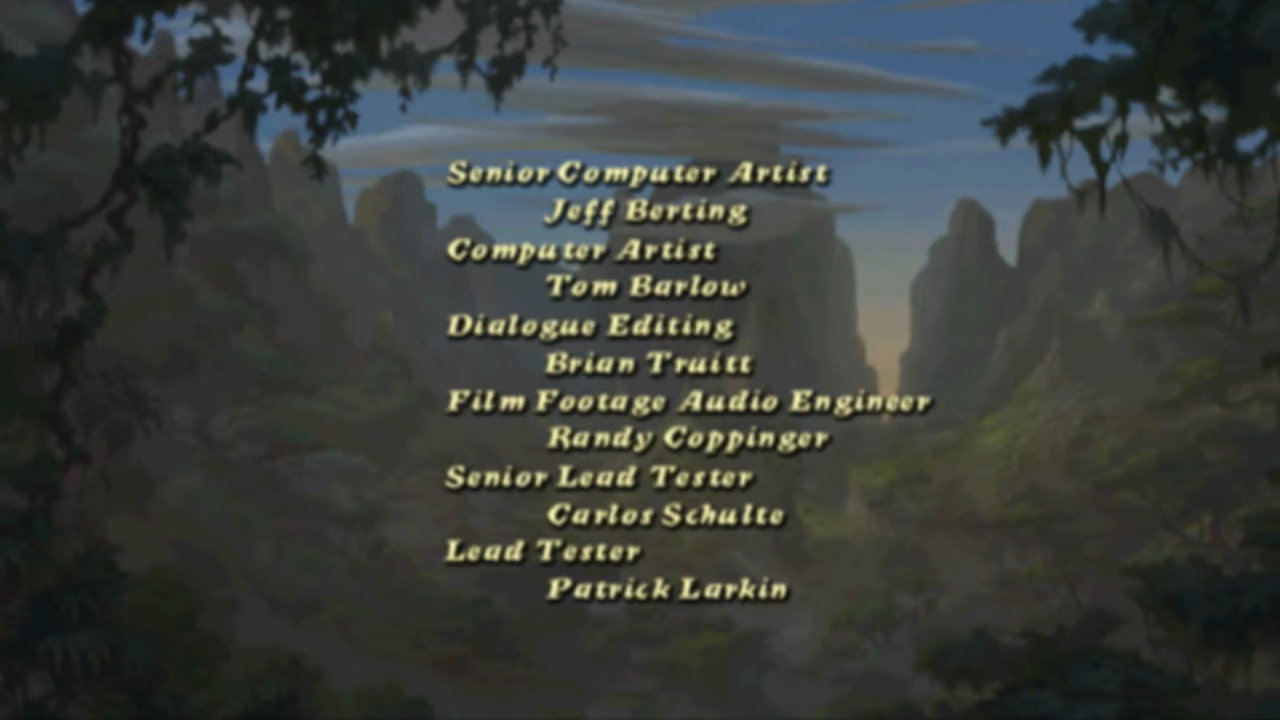 Senior Computer Artist
Jeff Berting
Computer Artist
Tom Barlow
Dialogue Editing
Brian Truitt
Film Footage Audio Engineer
Randy Coppinger
Senior Lead Tester
Carlos Schulte
Lead Tester
Patrick Larkin